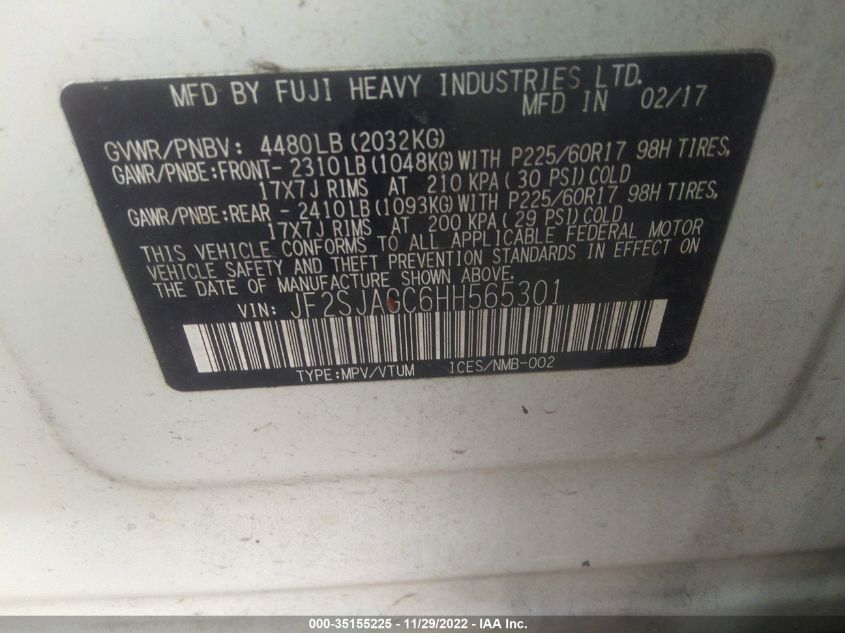 MFD BY FUJI HEAVY INDUSTRIES LTD.
MFD IN 02/17
GVWR/PNBV: 4480LB (2032KG)
GAWR/PNBE:FRONT- 2310LB (1048KG) WITH P225/60R17 98H TIRES,
17X7J RIMS AT 210 KPA ( 30 PSI) COLD
GAWR/PNBE:REAR - 2410LB (1093KG) WITH P225/60R17 98H TIRES,
17X7J RIMS AT 200 KPA ( 29 PSI) COLD
THIS VEHICLE CONFORMS TO ALL APPLICABLE FEDERAL MOTOR
VEHICLE SAFETY AND THEFT PREVENTION STANDARDS IN EFFECT ON
THE DATE OF MANUFACTURE SHOWN ABOVE.
VIN: JF2SJAGC6HH565301
TYPE:MPV/VTUM ICES/NMB-002
000-35155225 - 11/29/2022 - © IAA, Inc.